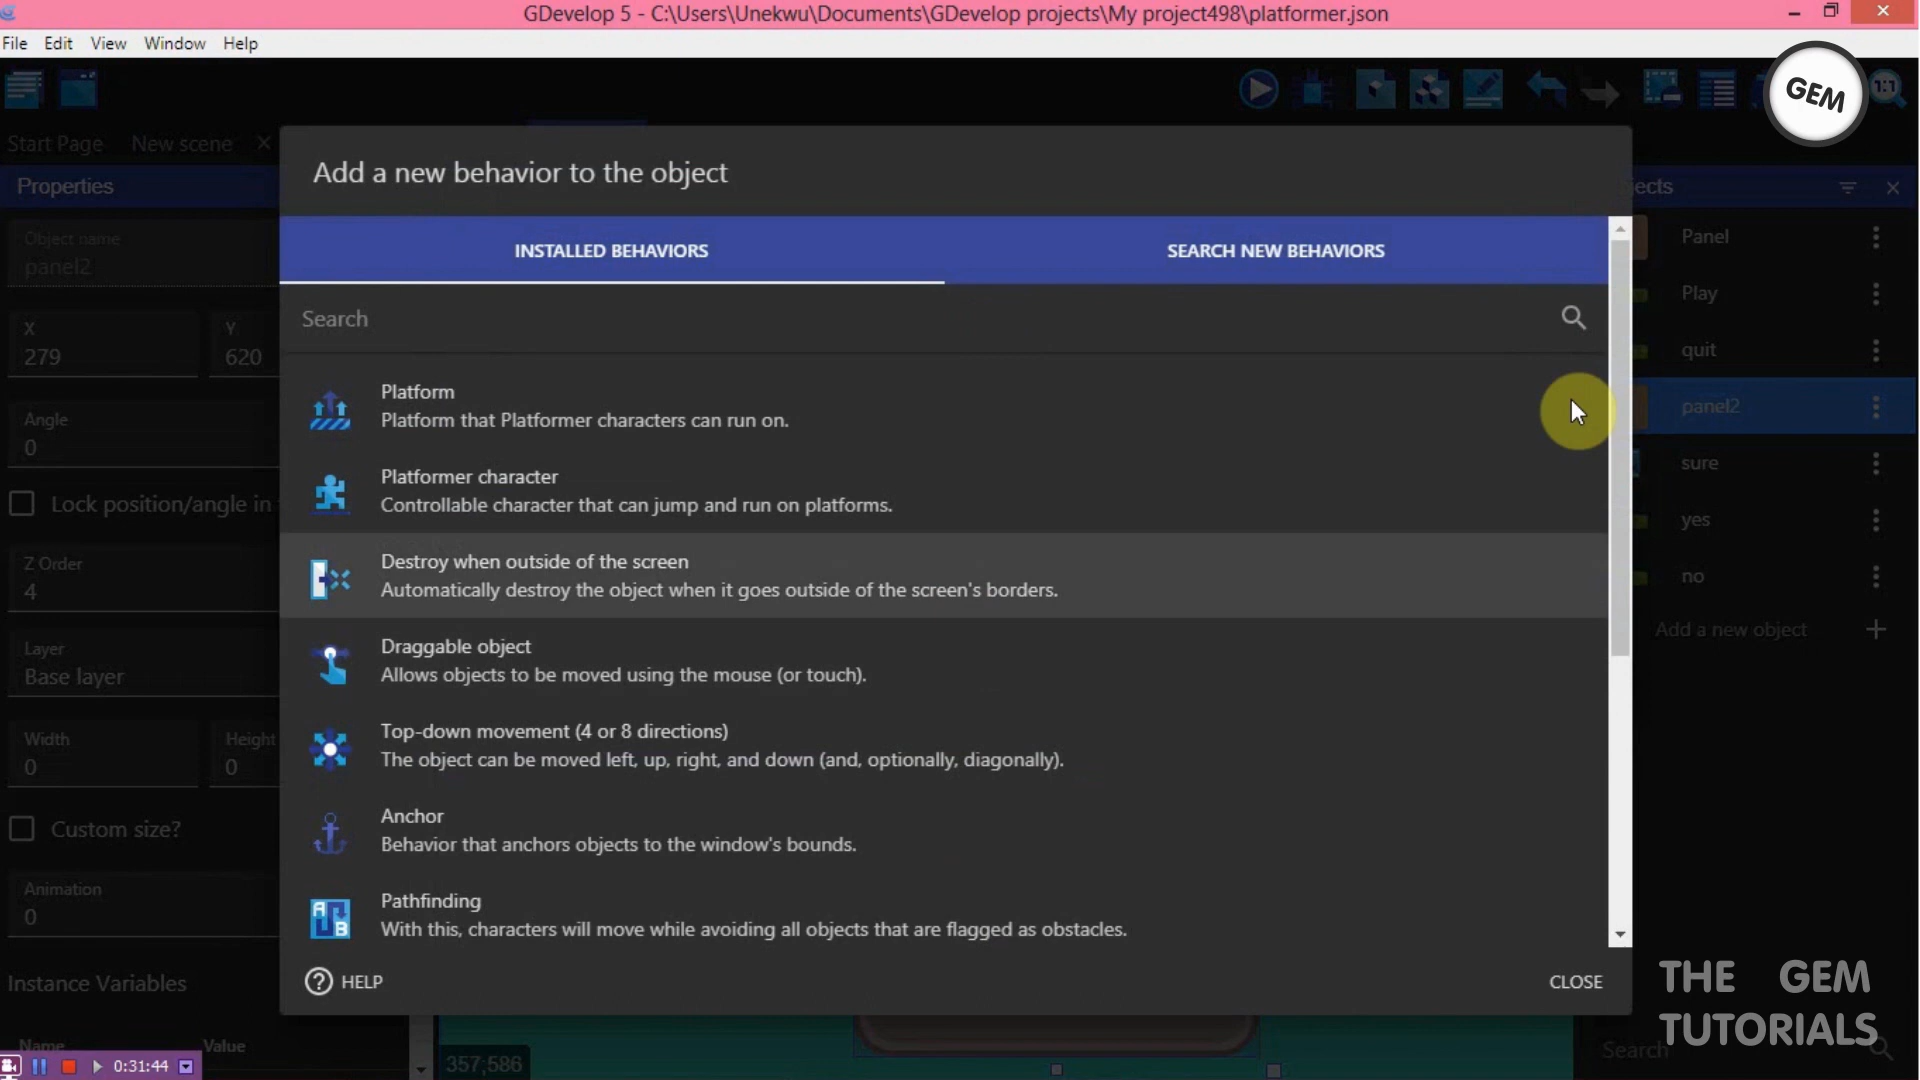 GDevelop 5 - C:\Users\Unekwu\Documents\GDevelop projects\My project498\platformer.json
File Edit View Window Help
GEM
1:1
Start Page New scene
Properties
Object name
panel2
X Y
279 620
Angle
0
Lock position/angle in
Z Order
4
Layer
Base layer
Width Height
0 0
Custom size?
Animation
0
Instance Variables
Name Value
0:31:44
Add a new behavior to the object
INSTALLED BEHAVIORS SEARCH NEW BEHAVIORS
Search
Platform
Platform that Platformer characters can run on.
Platformer character
Controllable character that can jump and run on platforms.
Destroy when outside of the screen
Automatically destroy the object when it goes outside of the screen's borders.
Draggable object
Allows objects to be moved using the mouse (or touch).
Top-down movement (4 or 8 directions)
The object can be moved left, up, right, and down (and, optionally, diagonally).
Anchor
Behavior that anchors objects to the window's bounds.
A
B
Pathfinding
With this, characters will move while avoiding all objects that are flagged as obstacles.
HELP CLOSE
357;586
ects
Panel
Play
quit
panel2
sure
yes
no
Add a new object
THE GEM
TUTORIALS
Search